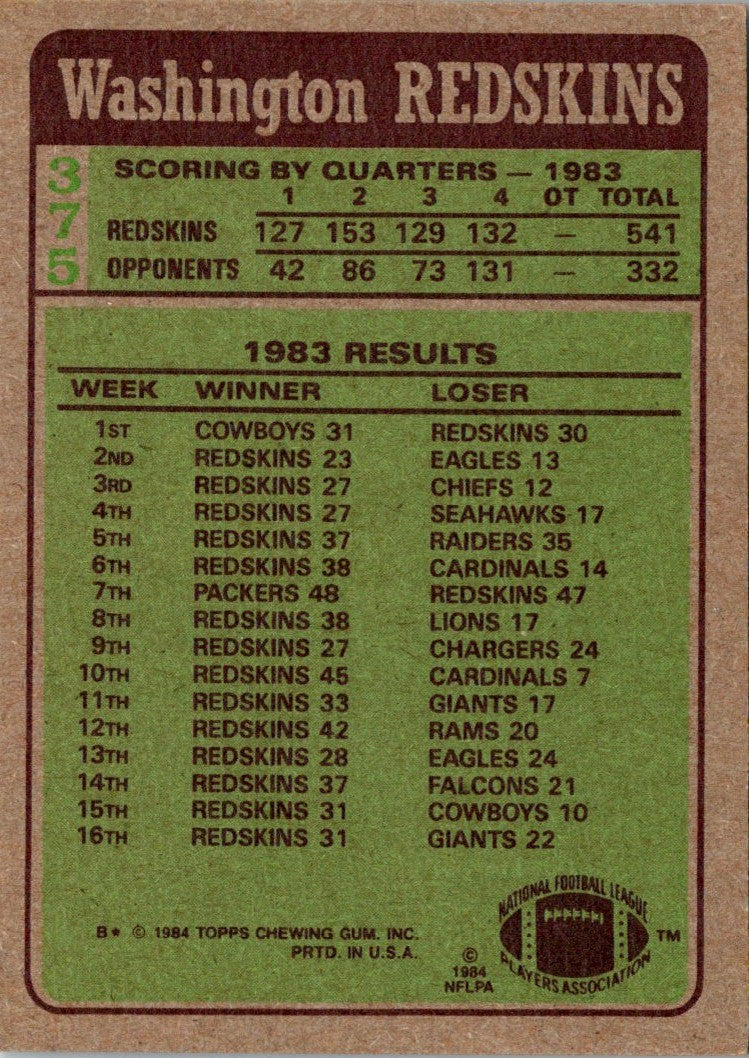 Washington REDSKINS
375
SCORING BY QUARTERS — 1983
1 2 3 4 OT TOTAL
REDSKINS 127 153 129 132 — 541
OPPONENTS 42 86 73 131 — 332
1983 RESULTS
WEEK WINNER LOSER
1ST COWBOYS 31 REDSKINS 30
2ND REDSKINS 23 EAGLES 13
3RD REDSKINS 27 CHIEFS 12
4TH REDSKINS 27 SEAHAWKS 17
5TH REDSKINS 37 RAIDERS 35
6TH REDSKINS 38 CARDINALS 14
7TH PACKERS 48 REDSKINS 47
8TH REDSKINS 38 LIONS 17
9TH REDSKINS 27 CHARGERS 24
10TH REDSKINS 45 CARDINALS 7
11TH REDSKINS 33 GIANTS 17
12TH REDSKINS 42 RAMS 20
13TH REDSKINS 28 EAGLES 24
14TH REDSKINS 37 FALCONS 21
15TH REDSKINS 31 COWBOYS 10
16TH REDSKINS 31 GIANTS 22
B* © 1984 TOPPS CHEWING GUM, INC.
PRTD. IN U.S.A.
NATIONAL FOOTBALL LEAGUE
PLAYERS ASSOCIATION
TM
©
1984
NFLPA